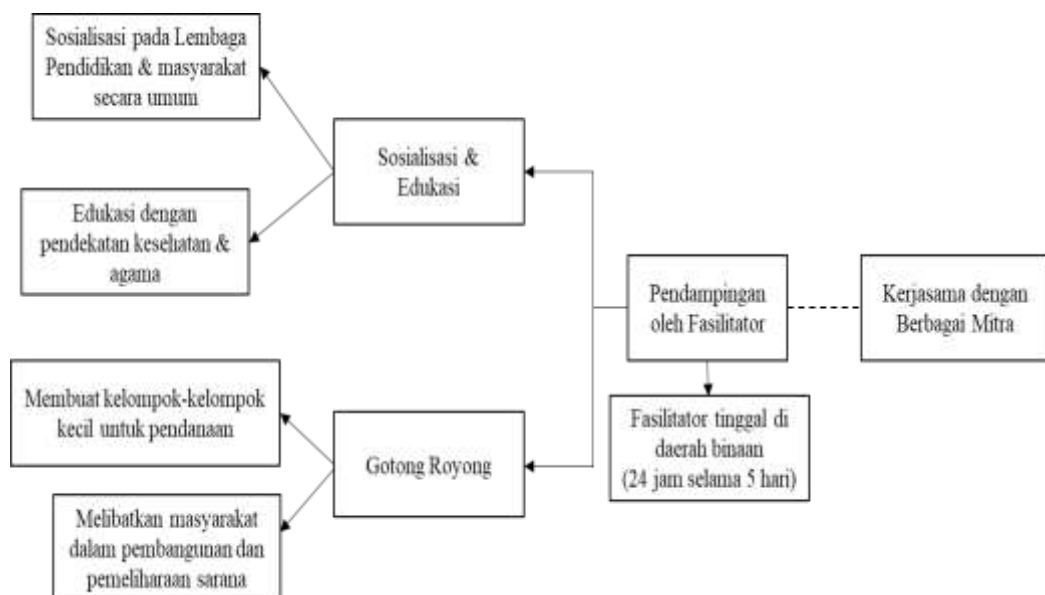 Sosialisasi pada Lembaga
Pendidikan & masyarakat
secara umum
Edukasi dengan
pendekatan kesehatan &
agama
Sosialisasi &
Edukasi
Membuat kelompok-kelompok
kecil untuk pendanaan
Melibatkan masyarakat
dalam pembangunan dan
pemeliharaan sarana
Gotong Royong
Pendampingan
oleh Fasilitator
Fasilitator tinggal di
daerah binaan
(24 jam selama 5 hari)
Kerjasama dengan
Berbagai Mitra